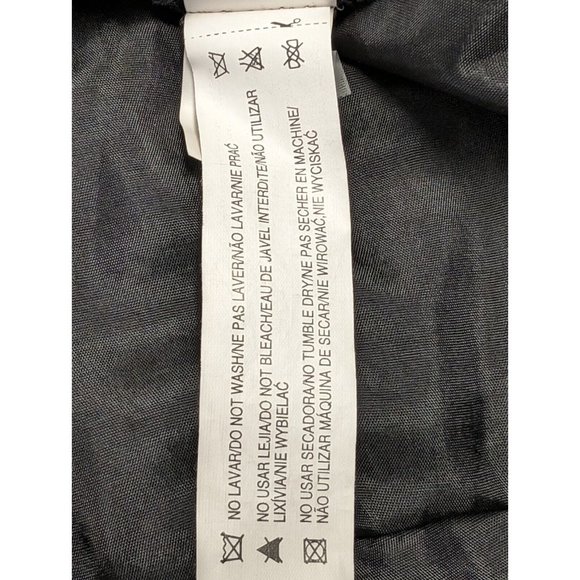 NO LAVAR/DO NOT WASH/NE PAS LAVER/NÃO LAVAR/NIE PRAĆ
NO USAR LEJIA/DO NOT BLEACH/EAU DE JAVEL INTERDITE/NÃO UTILIZAR
LIXÍVIA/NIE WYBIELAĆ
NO USAR SECADORA/NO TUMBLE DRY/NE PAS SECHER EN MACHINE/
NÃO UTILIZAR MÁQUINA DE SECAR/NIE WIROWAĆ,NIE WYCISKAĆ